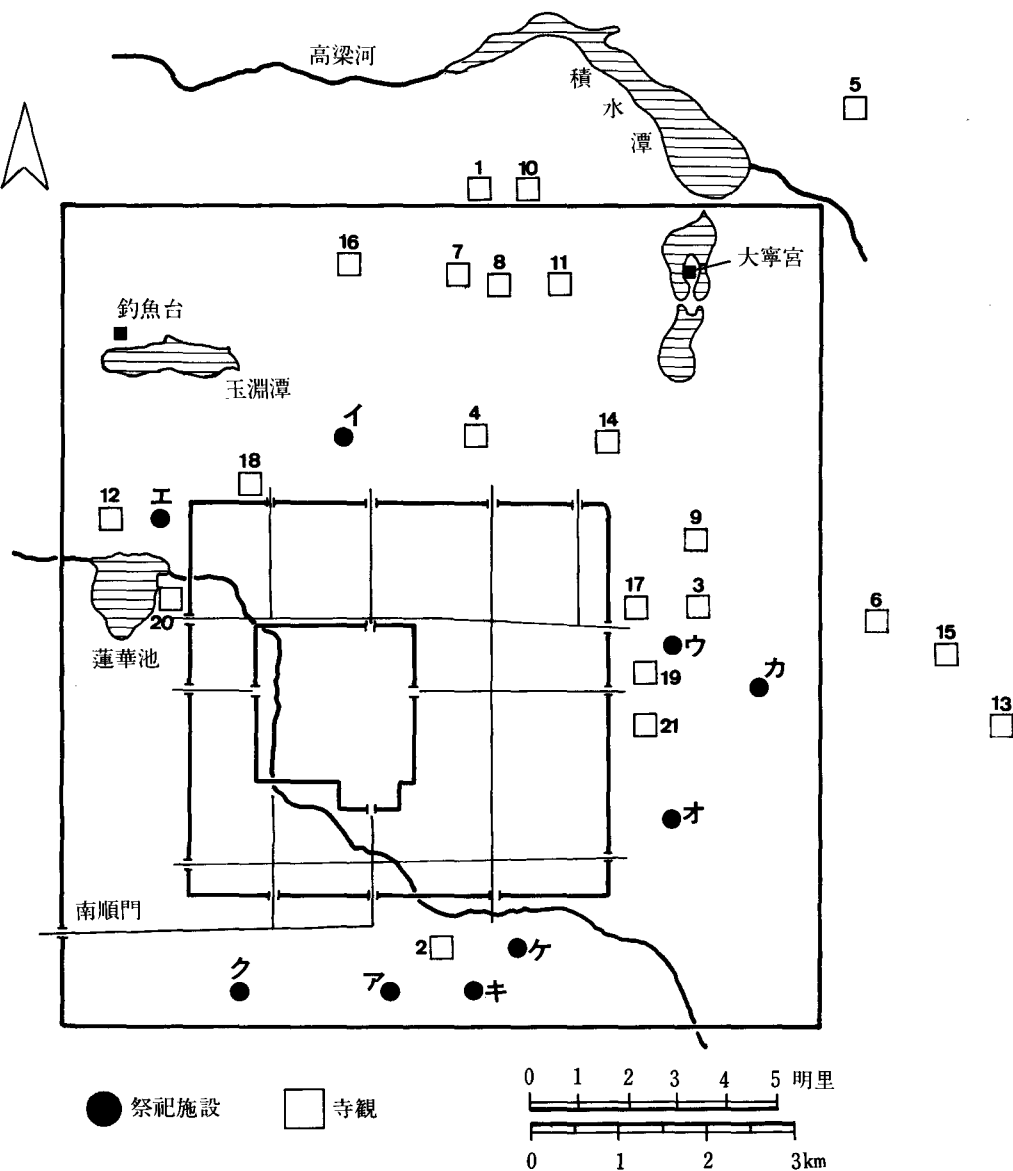 高梁河
積水潭
5
1 10
16
7
8
11
大寧宮
釣魚台
玉淵潭
イ
4
14
18
12
エ
9
17
3
20
6
ウ
15
蓮華池
19
カ
13
21
オ
南順門
2
ケ
ク
ア
キ
祭祀施設
寺観
0 1 2 3 4 5 明里
0 1 2 3km